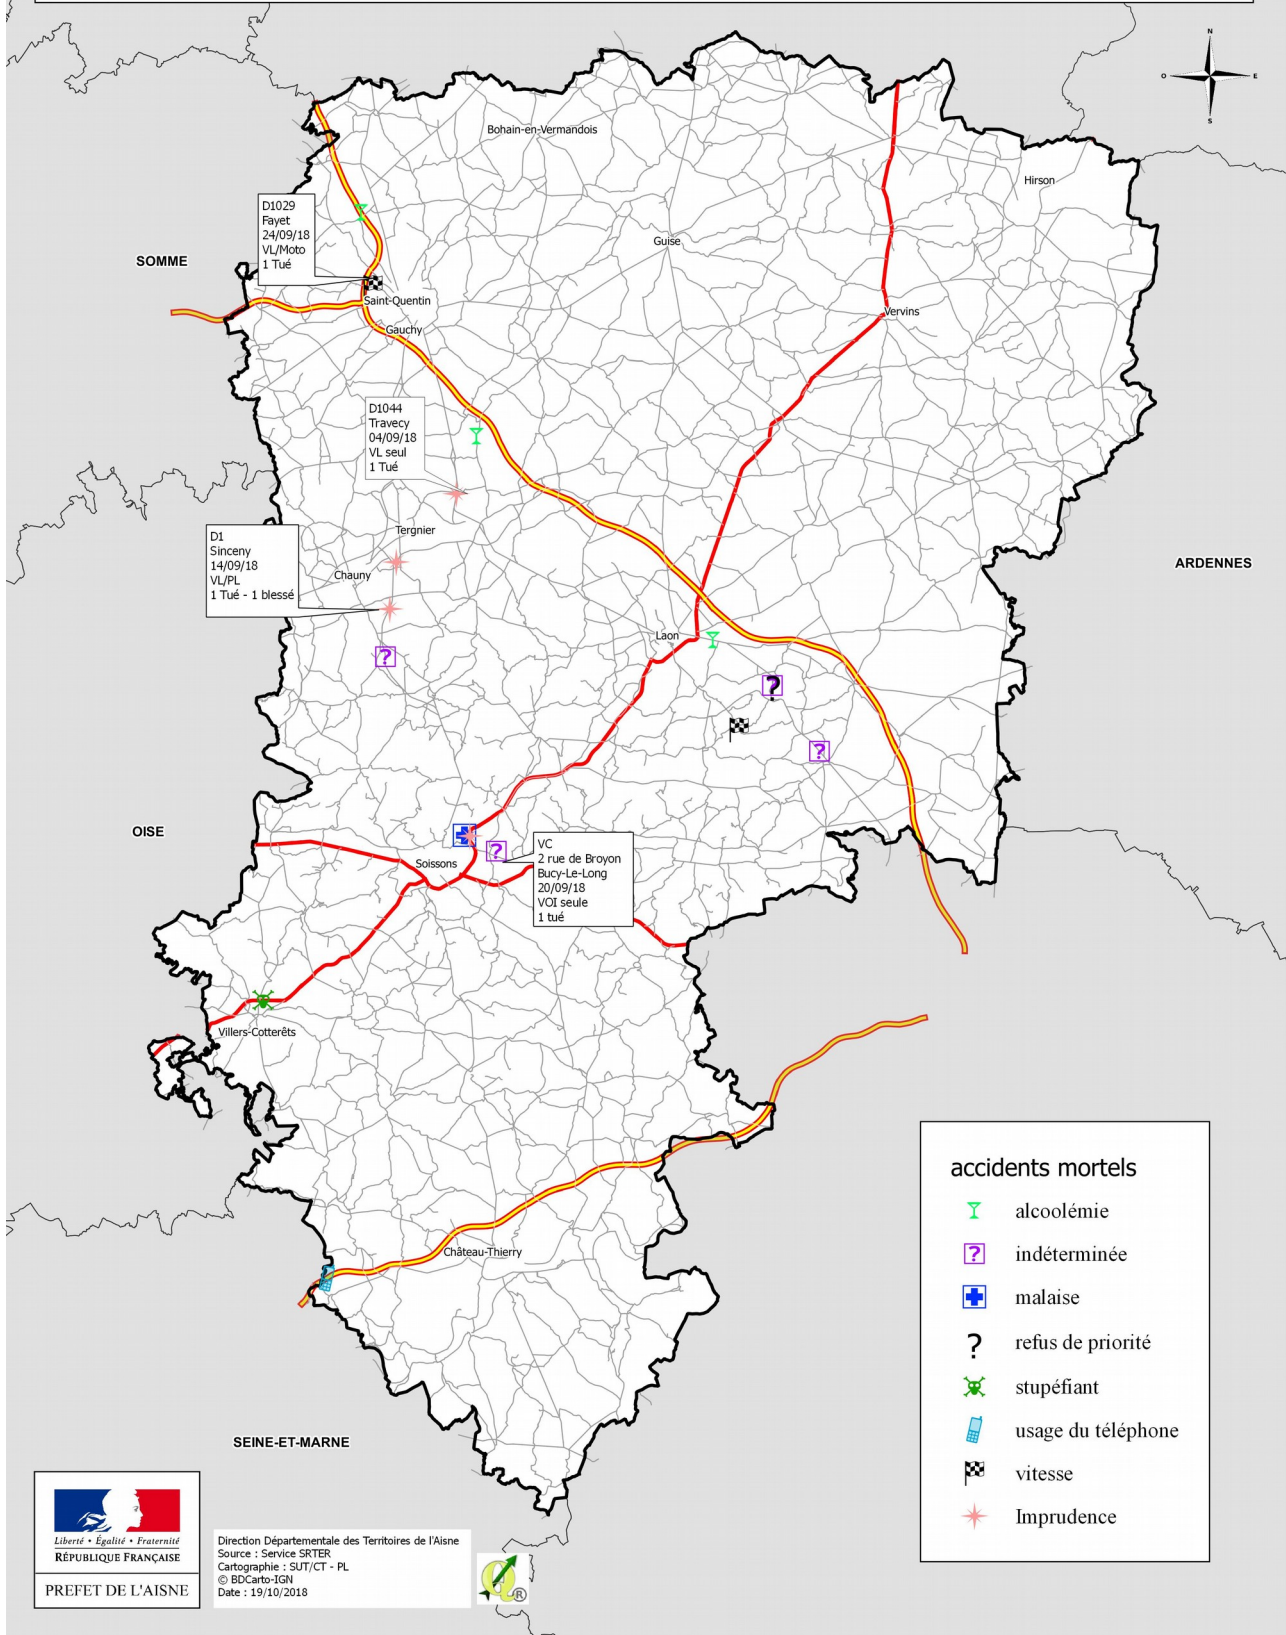 N
O
E
S
Bohain-en-Vermandois
Hirson
D1029
Fayet
24/09/18
VL/Moto
1 Tué
Guise
SOMME
Saint-Quentin
Vervins
Gauchy
D1044
Travecy
04/09/18
VL seul
1 Tué
Tergnier
D1
Sinceny
14/09/18
VL/PL
1 Tué - 1 blessé
Chauny
ARDENNES
Laon
OISE
Soissons
VC
2 rue de Broyon
Bucy-Le-Long
20/09/18
VOI seule
1 tué
Villers-Cotterêts
Château-Thierry
accidents mortels
alcoolémie
indéterminée
malaise
refus de priorité
stupéfiant
usage du téléphone
vitesse
Imprudence
SEINE-ET-MARNE
Liberté • Égalité • Fraternité
RÉPUBLIQUE FRANÇAISE
PREFET DE L'AISNE
Direction Départementale des Territoires de l'Aisne
Source : Service SRTER
Cartographie : SUT/CT - PL
© BDCarto-IGN
Date : 19/10/2018
®